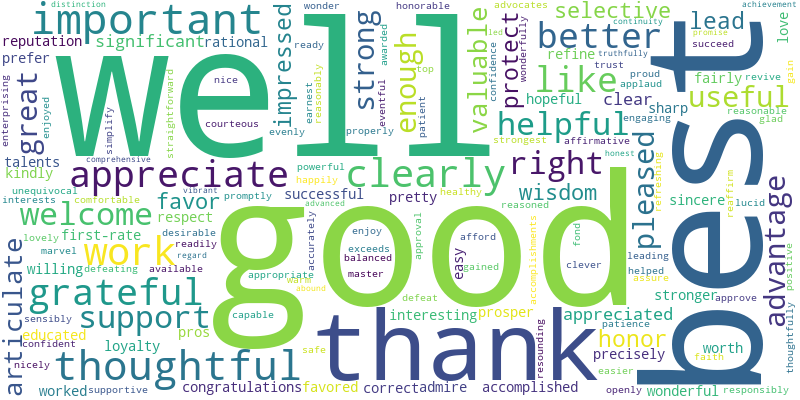 well
good
best
thank
important
appreciate
clearly
support
thoughtful
grateful
work
welcome
helpful
like
better
right
great
strong
enough
useful
valuable
protect
lead
selective
impressed
articulate
advantage
pleased
honor
wisdom
favor
significant
rational
reputation
prefer
talents
kindly
ready
wonder
honorable
advocates
continuity
achievement
distinction
awarded
top
led
confidence
wonderfully
refine
truthfully
promise
succeed
love
trust
proud
applaud
fairly
revive
gain
hopeful
clear
sharp
engaging
reasonable
glad
strongest
affirmative
honest
enterprising
enjoyed
simplify
straightforward
nice
courteous
evenly
earnest
reasonably
eventful
properly
patient
comprehensive
powerful
happily
successful
pretty
healthy
reasoned
advanced
vibrant
promptly
comfortable
unequivocal
interests
first-rate
respect
desirable
lovely
marvel
regard
readily
defeating
available
willing
sensibly
educated
confident
nicely
loyalty
pros
worked
supportive
congratulations
favored
safe
correct
admire
accomplished
resounding
interesting
prosper
appreciated
patience
precisely
easier
openly
wonderful
responsibly
faith
worth
approve
stronger
assure
helped
leading
sincere
lucid
reaffirm
refreshing
positive
thoughtfully
accomplishments
fond
clever
afford
gained
easy
approval
exceeds
enjoy
balanced
master
accurately
appropriate
warm
abound
capable
defeat